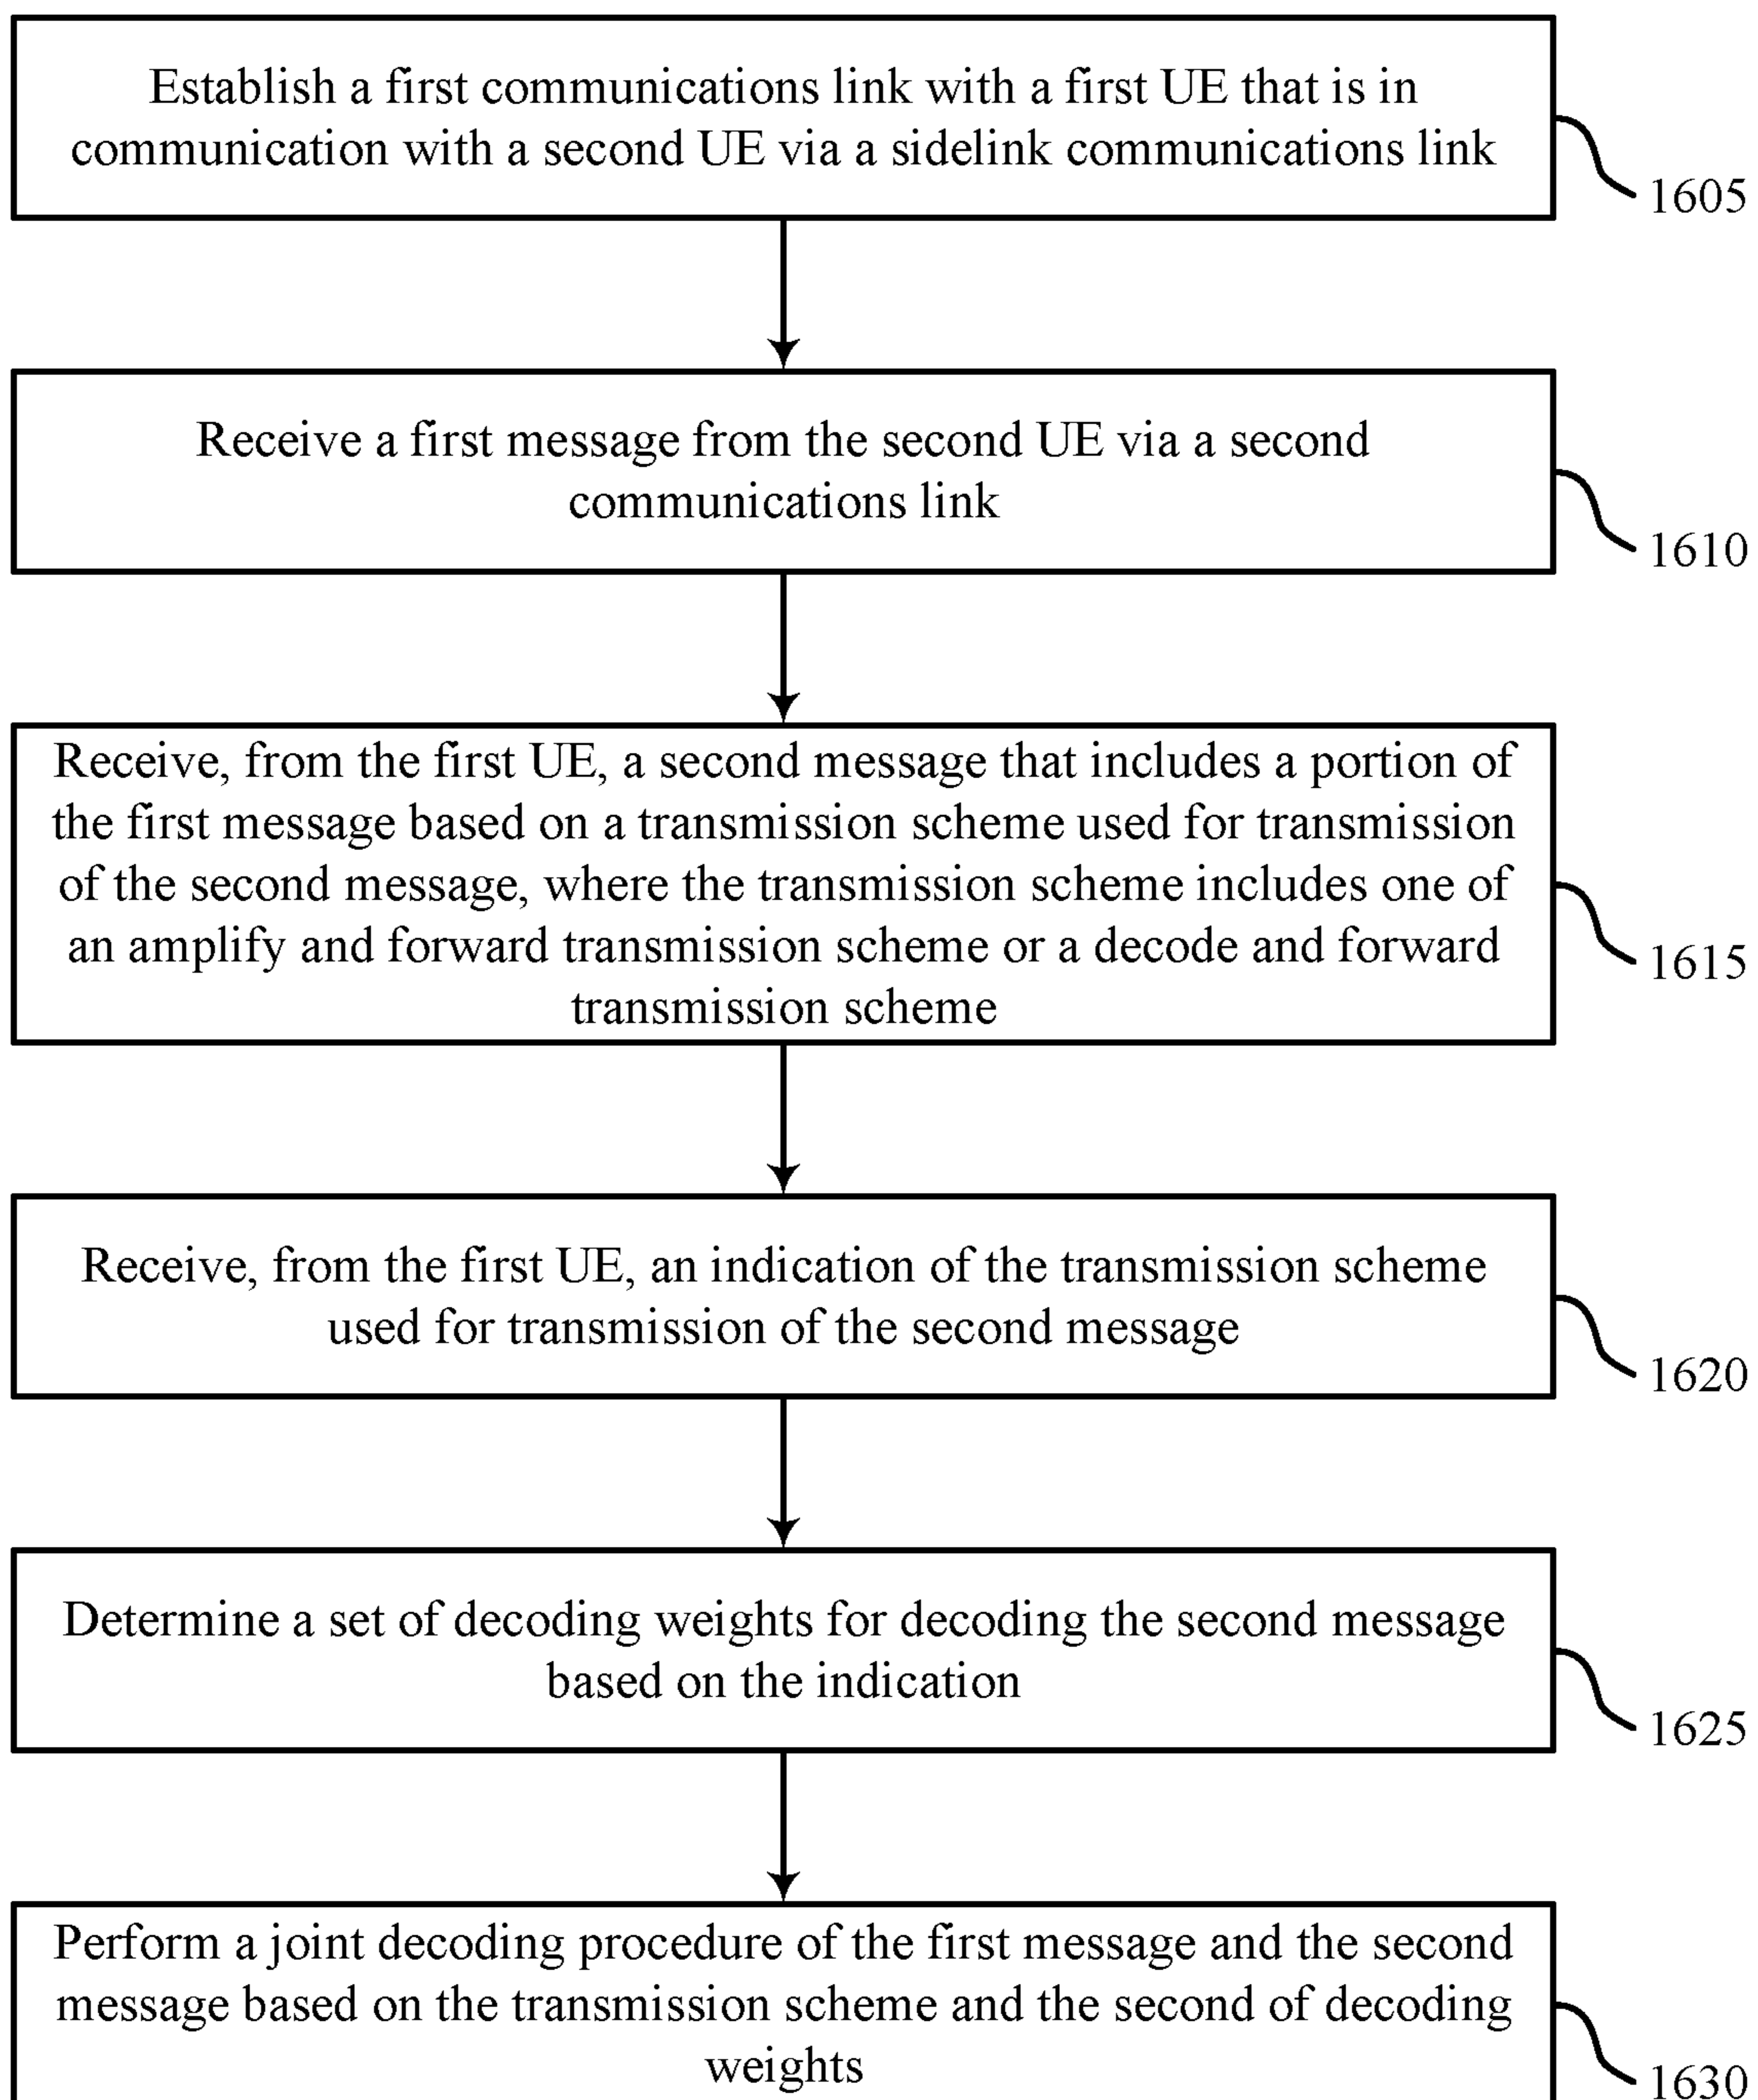 Establish a first communications link with a first UE that is in
communication with a second UE via a sidelink communications link
1605
Receive a first message from the second UE via a second
communications link
1610
Receive, from the first UE, a second message that includes a portion of
the first message based on a transmission scheme used for transmission
of the second message, where the transmission scheme includes one of
an amplify and forward transmission scheme or a decode and forward
transmission scheme
1615
Receive, from the first UE, an indication of the transmission scheme
used for transmission of the second message
1620
Determine a set of decoding weights for decoding the second message
based on the indication
1625
Perform a joint decoding procedure of the first message and the second
message based on the transmission scheme and the second of decoding
weights
1630